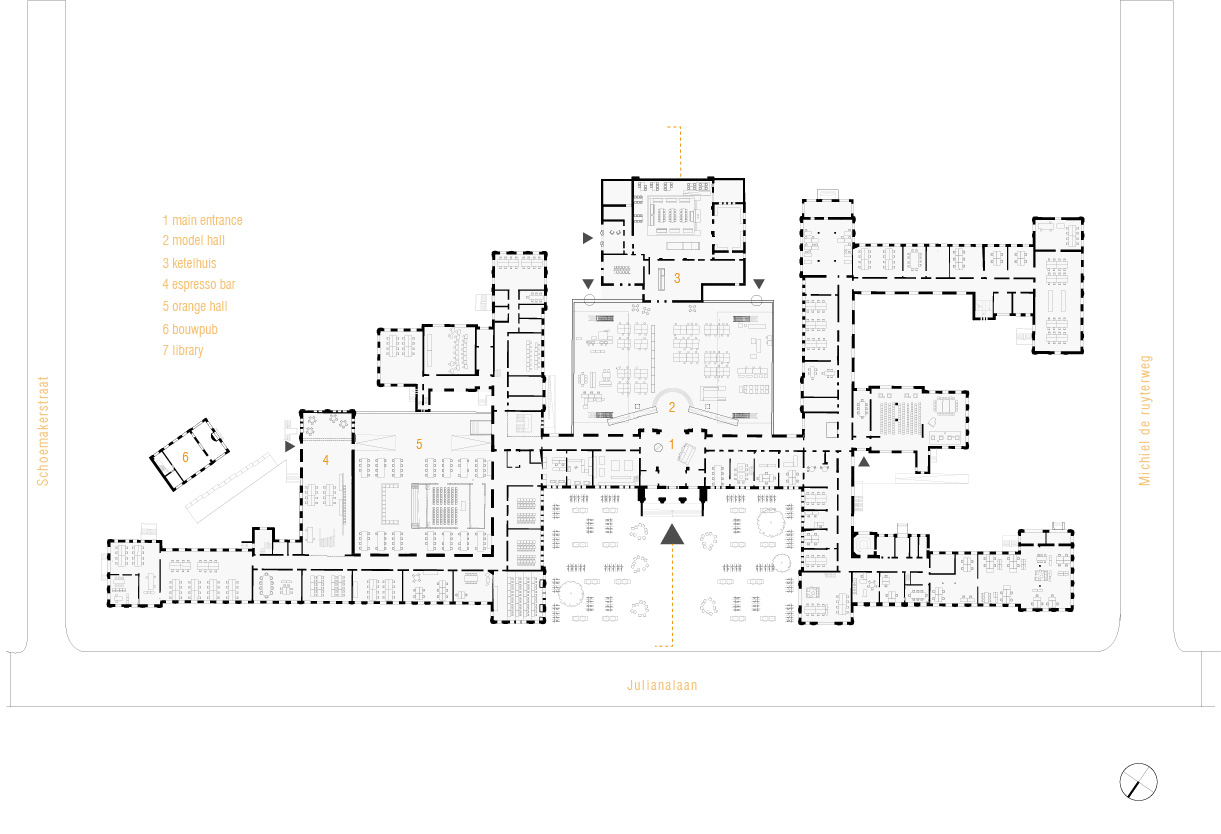 1 main entrance
2 model hall
3 ketelhuis
4 espresso bar
5 orange hall
6 bouwpub
7 library
3
2
1
5
4
6
Schoemakerstraat
Michiel de ruyterweg
Julianalaan